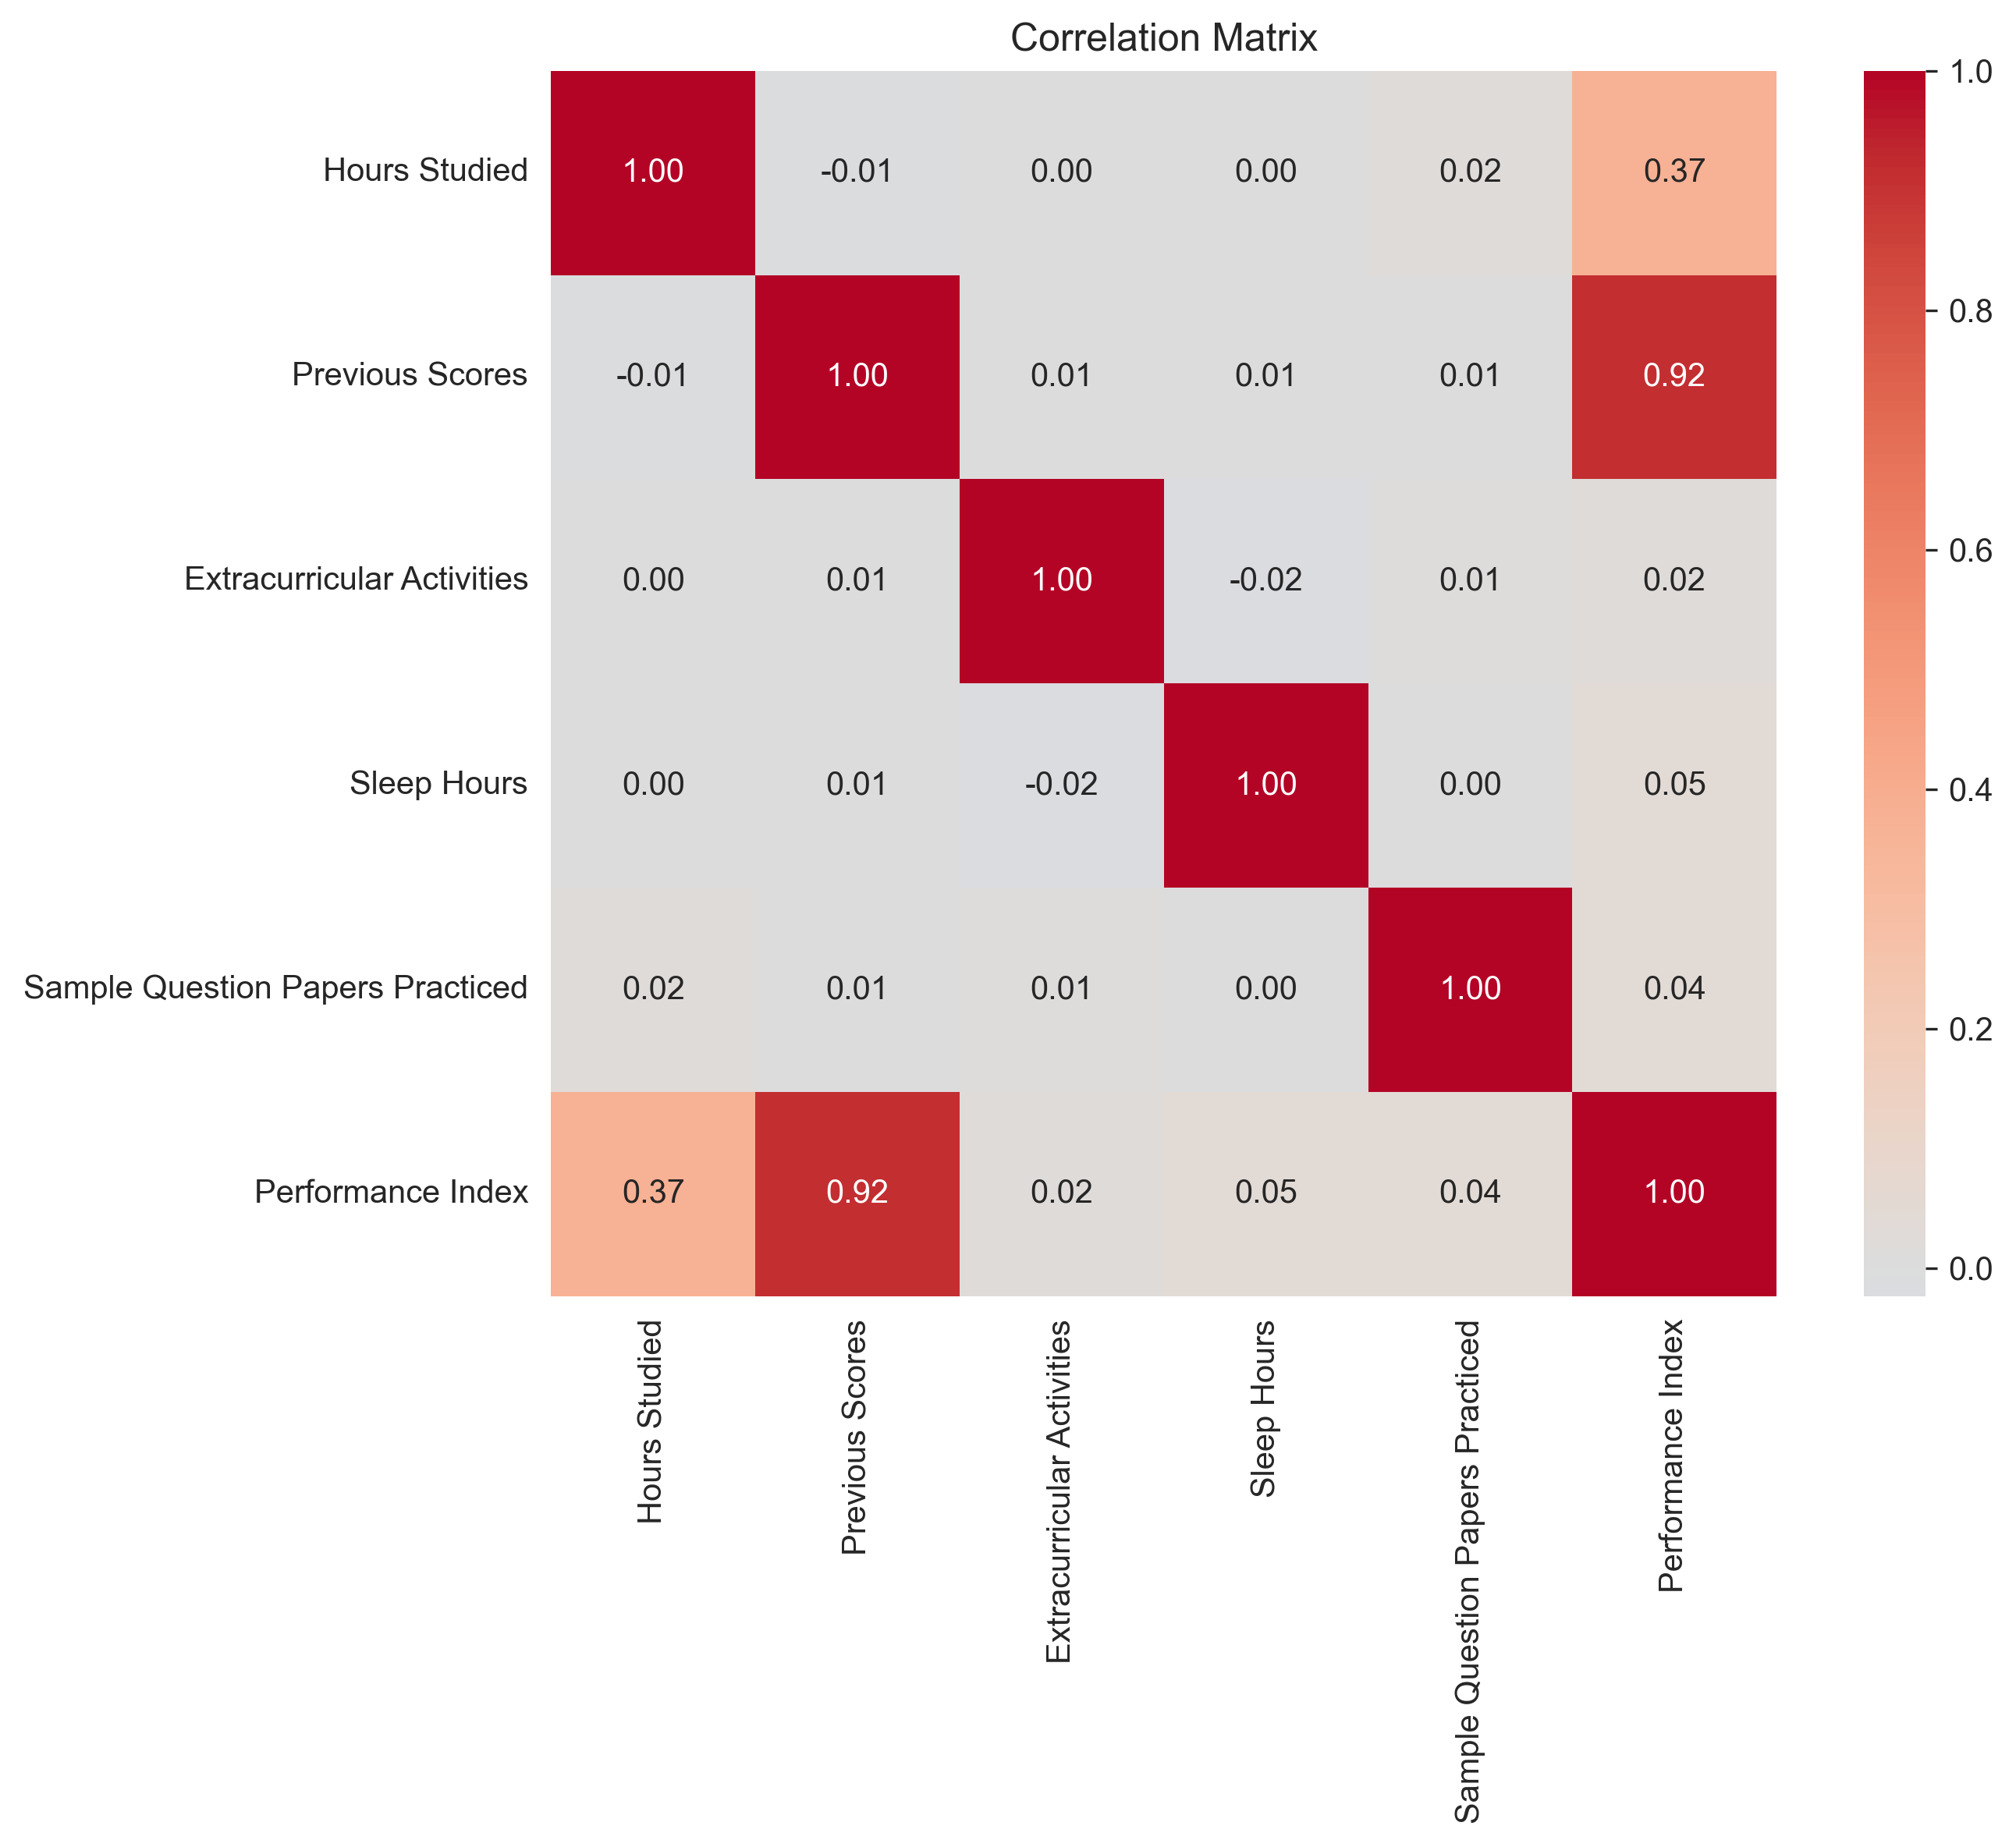 Correlation Matrix
1.0
Hours Studied 1.00 -0.01 0.00 0.00 0.02 0.37
0.8
Previous Scores -0.01 1.00 0.01 0.01 0.01 0.92
Extracurricular Activities 0.00 0.01 1.00 -0.02 0.01 0.02
0.6
Sleep Hours 0.00 0.01 -0.02 1.00 0.00 0.05
0.4
Sample Question Papers Practiced 0.02 0.01 0.01 0.00 1.00 0.04
0.2
Performance Index 0.37 0.92 0.02 0.05 0.04 1.00
0.0
Hours Studied
Previous Scores
Extracurricular Activities
Sleep Hours
Sample Question Papers Practiced
Performance Index